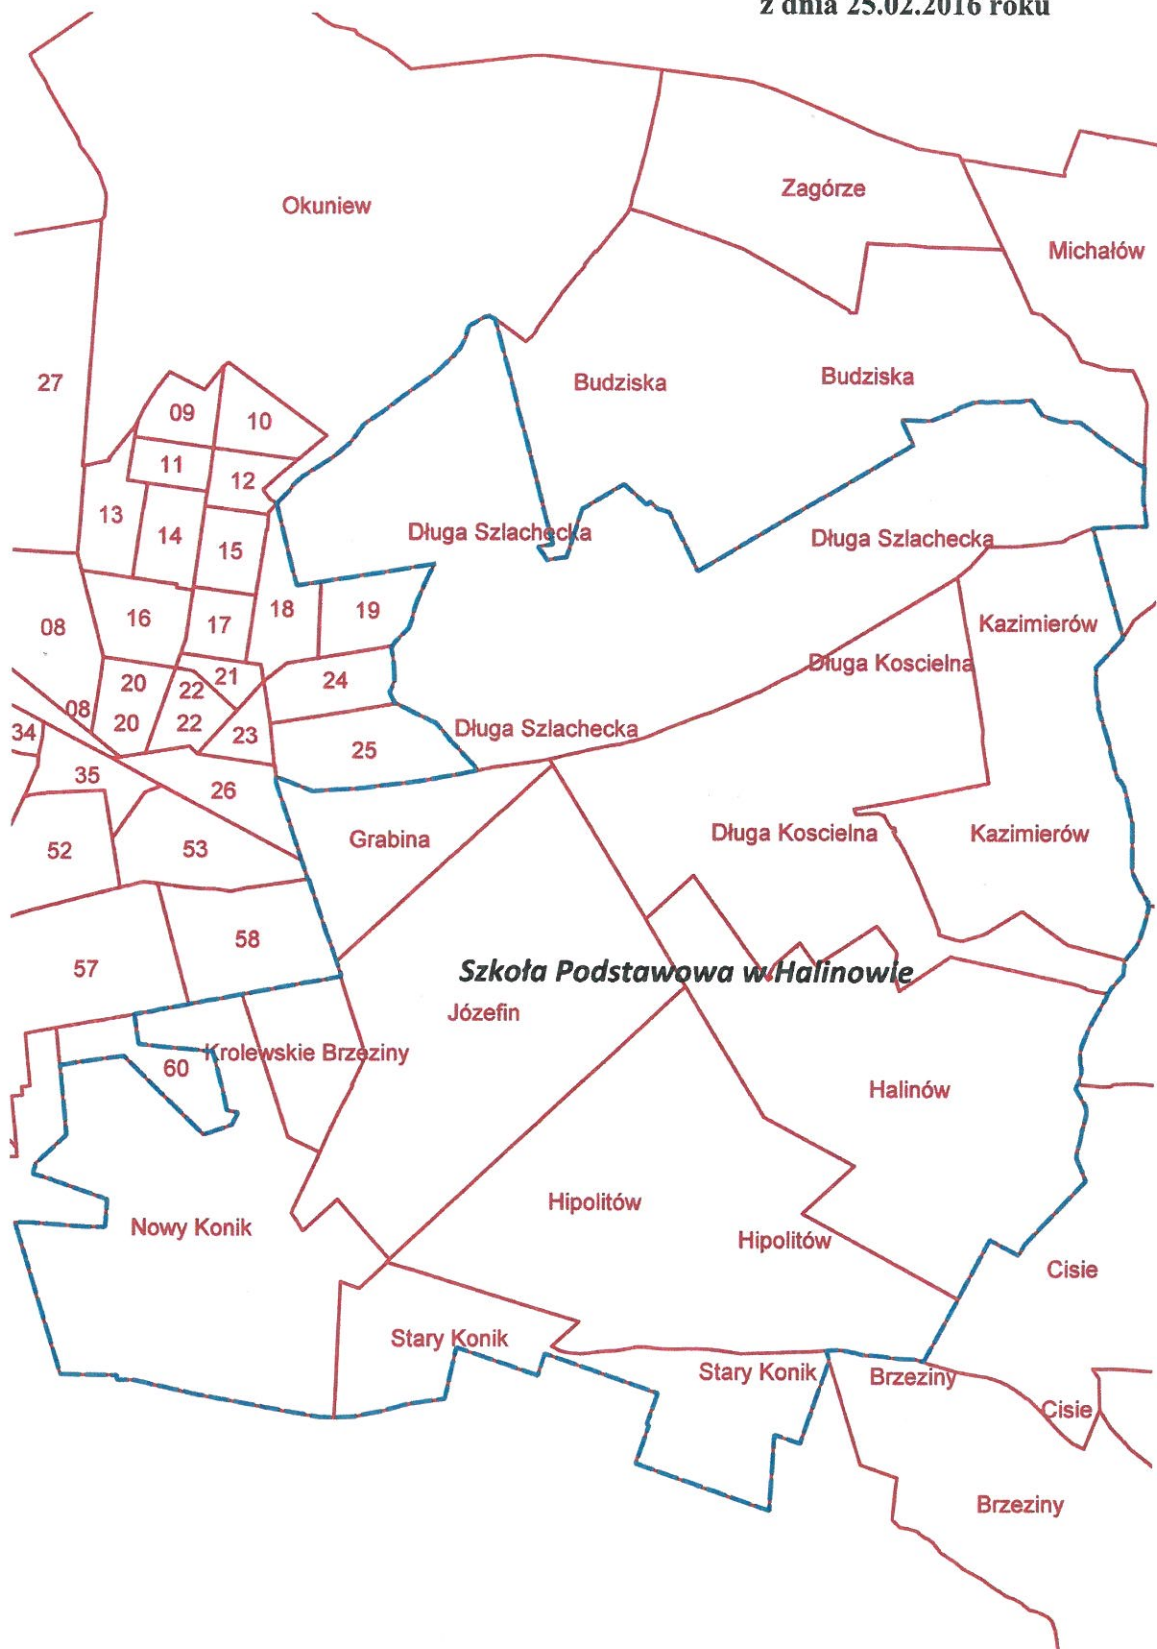 z dnia 25.02.2016 roku
Zagórze
Okuniew
Michałów
27
Budziska
Budziska
09
10
11
12
13
14
15
Długa Szlachecka
Długa Szlachecka
18
19
16
17
08
Kazimierów
Długa Koscielna
21
20
22
24
08
20
22
23
34
Długa Szlachecka
25
35
26
Grabina
Długa Koscielna
Kazimierów
52
53
58
57
Szkoła Podstawowa w Halinowie
Józefin
Krolewskie Brzeziny
60
Halinów
Hipolitów
Nowy Konik
Hipolitów
Cisie
Stary Konik
Stary Konik
Brzeziny
Cisie
Brzeziny